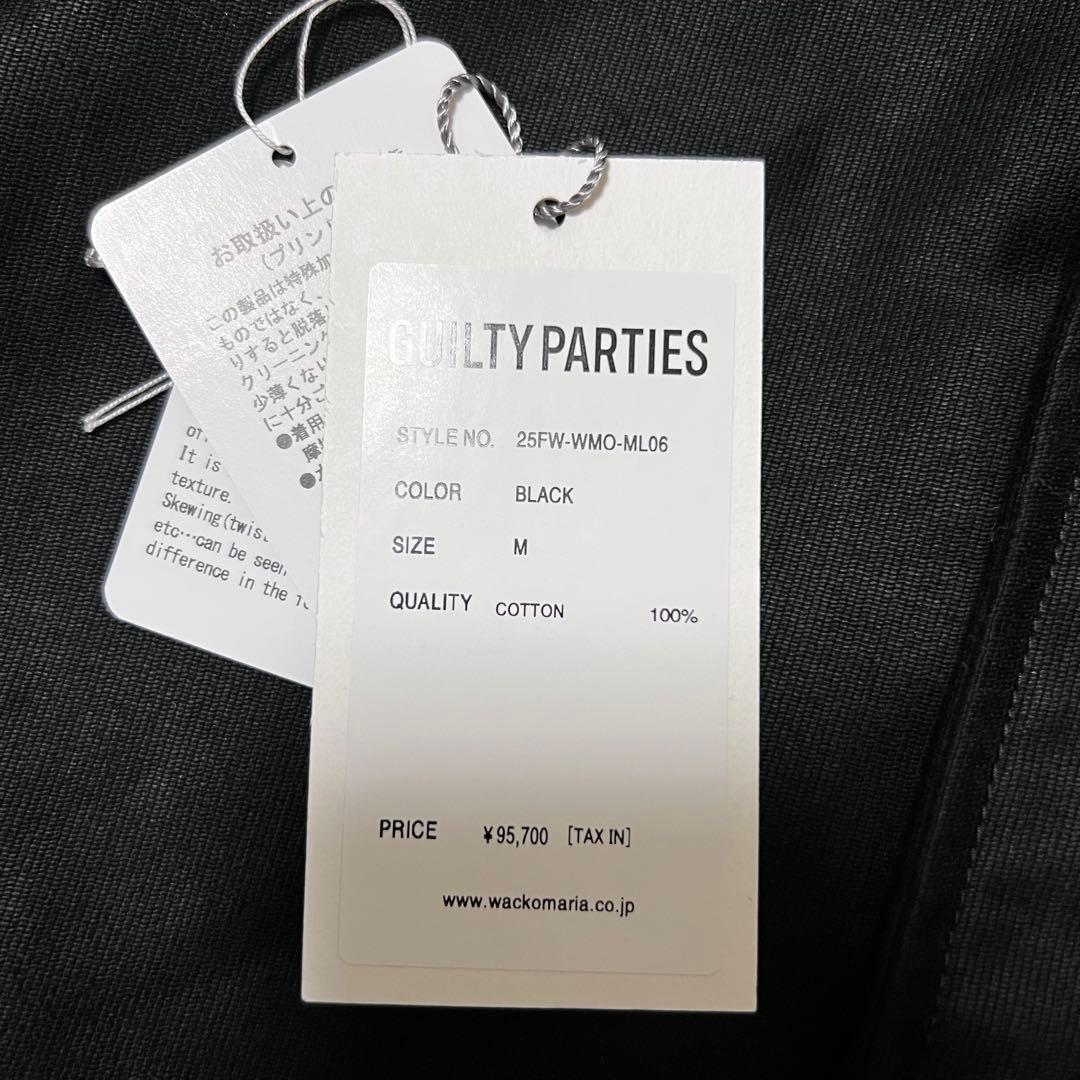 GUILTY PARTIES
STYLE NO. 25FW-WMO-ML06
COLOR BLACK
SIZE M
QUALITY COTTON 100%
PRICE ¥95,700 [TAX IN]
www.wackomaria.co.jp
お取扱い上の
(プリン
この製品は特殊加
ものではなく、
りすると脱落
クリーニング
少薄くな
に十分ご
●着用
摩
●
It is
texture.
Skewing(twis
etc…can be seen,
difference in the